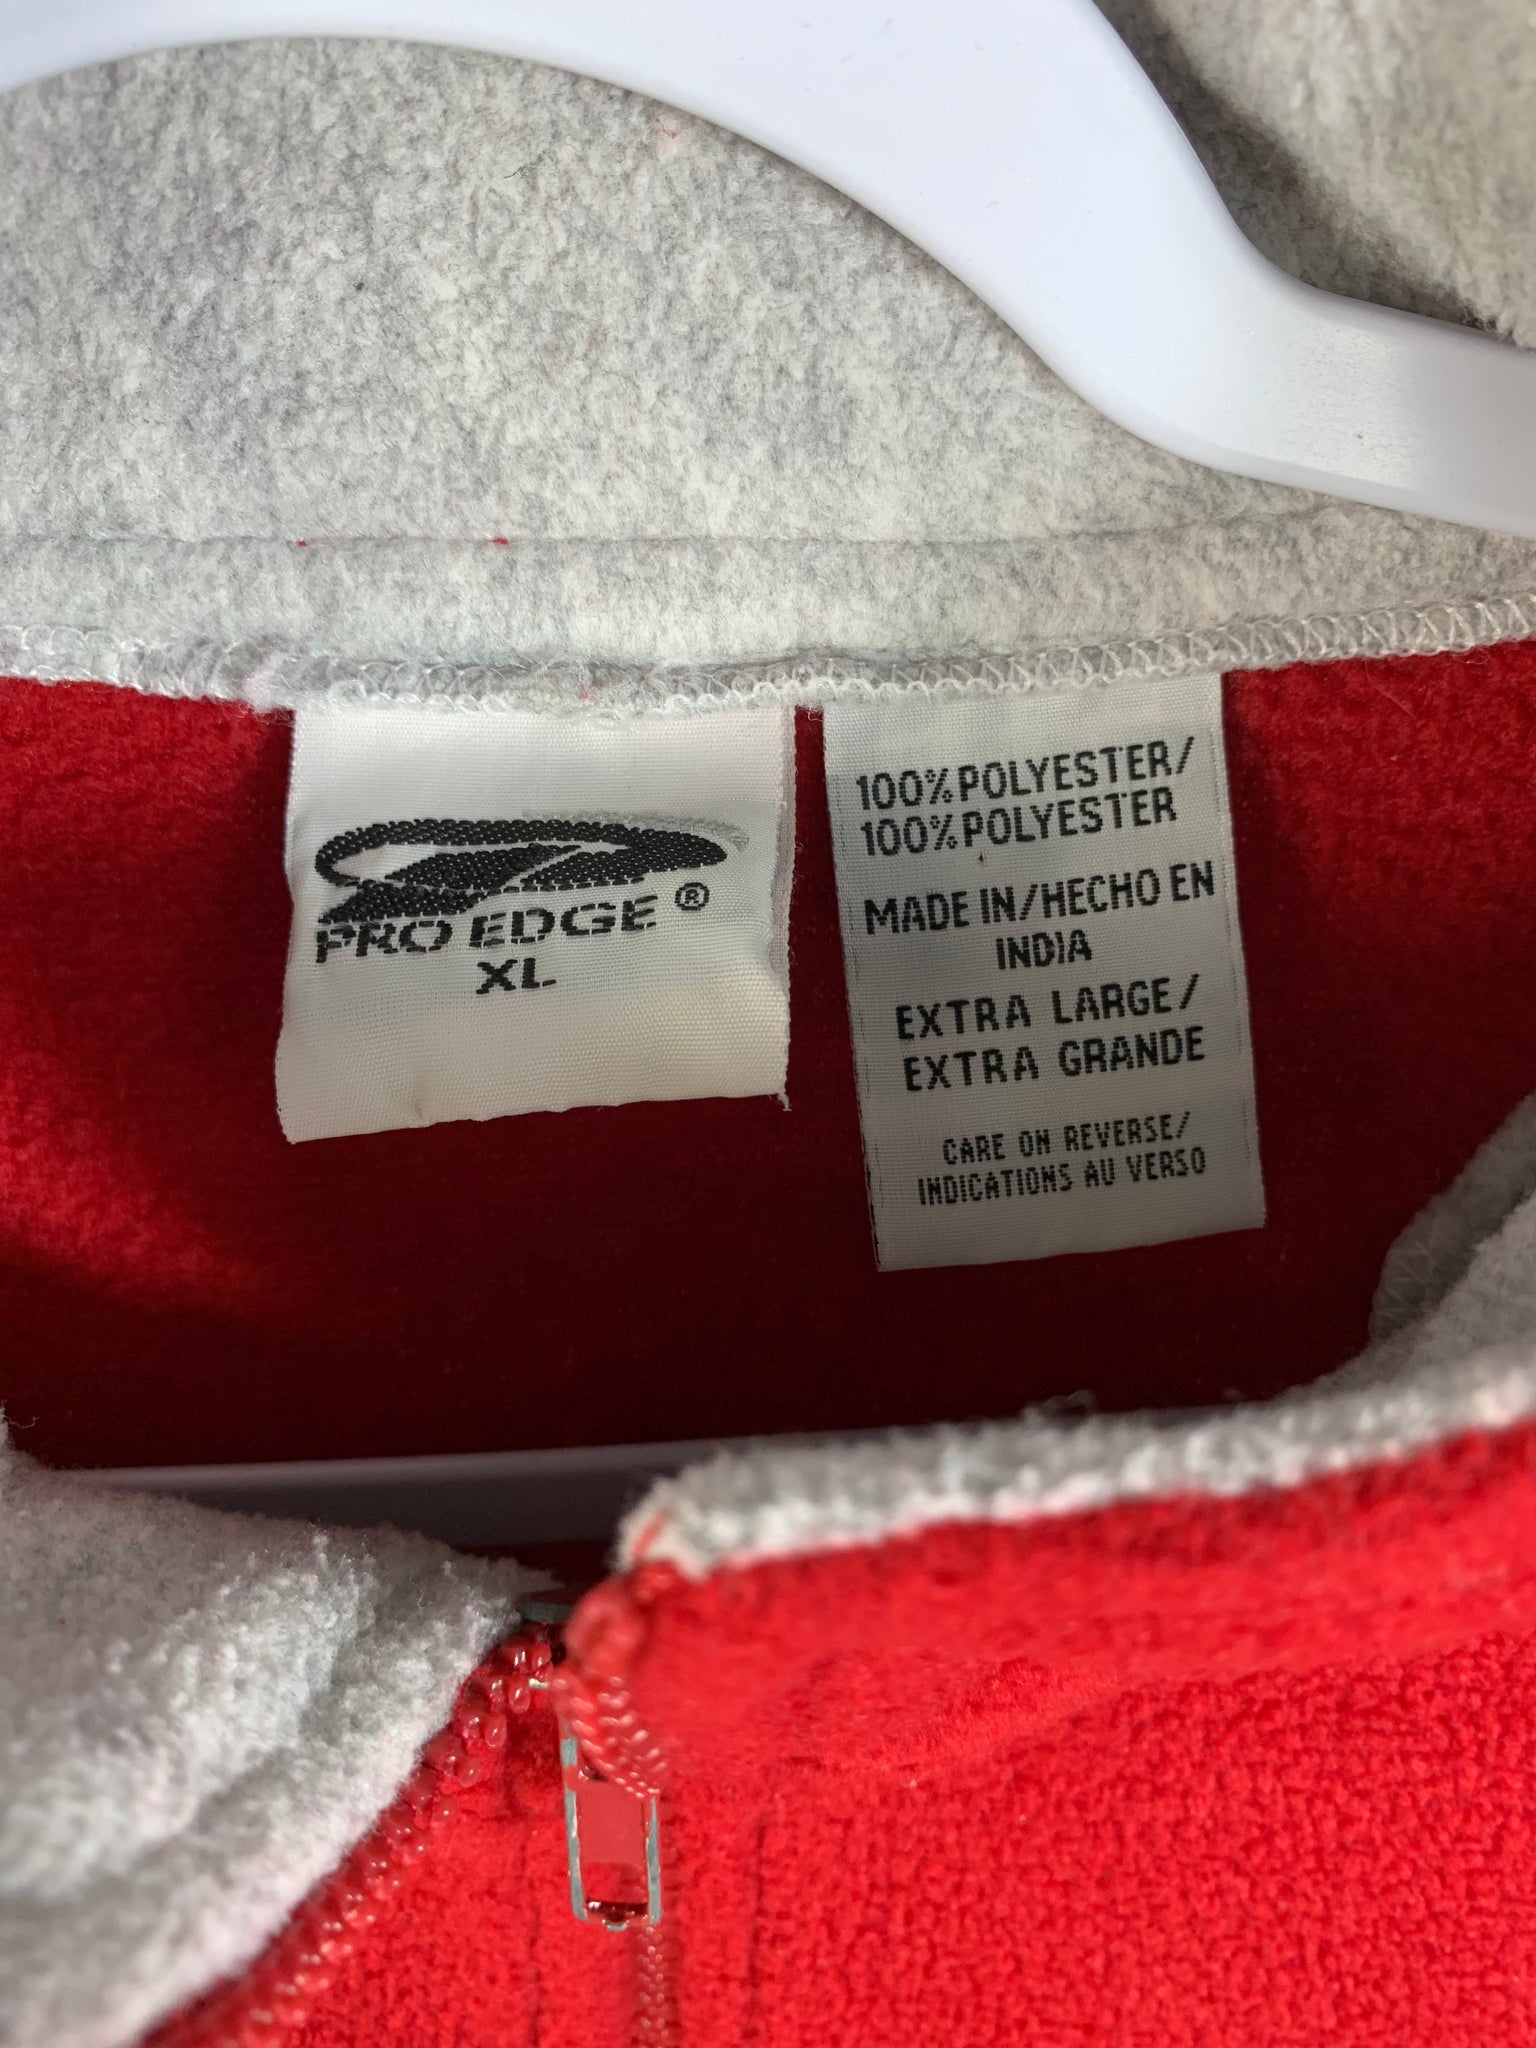 PRO EDGE ®
XL
100% POLYESTER/
100% POLYESTER
MADE IN/HECHO EN
INDIA
EXTRA LARGE/
EXTRA GRANDE
CARE ON REVERSE/
INDICATIONS AU VERSO